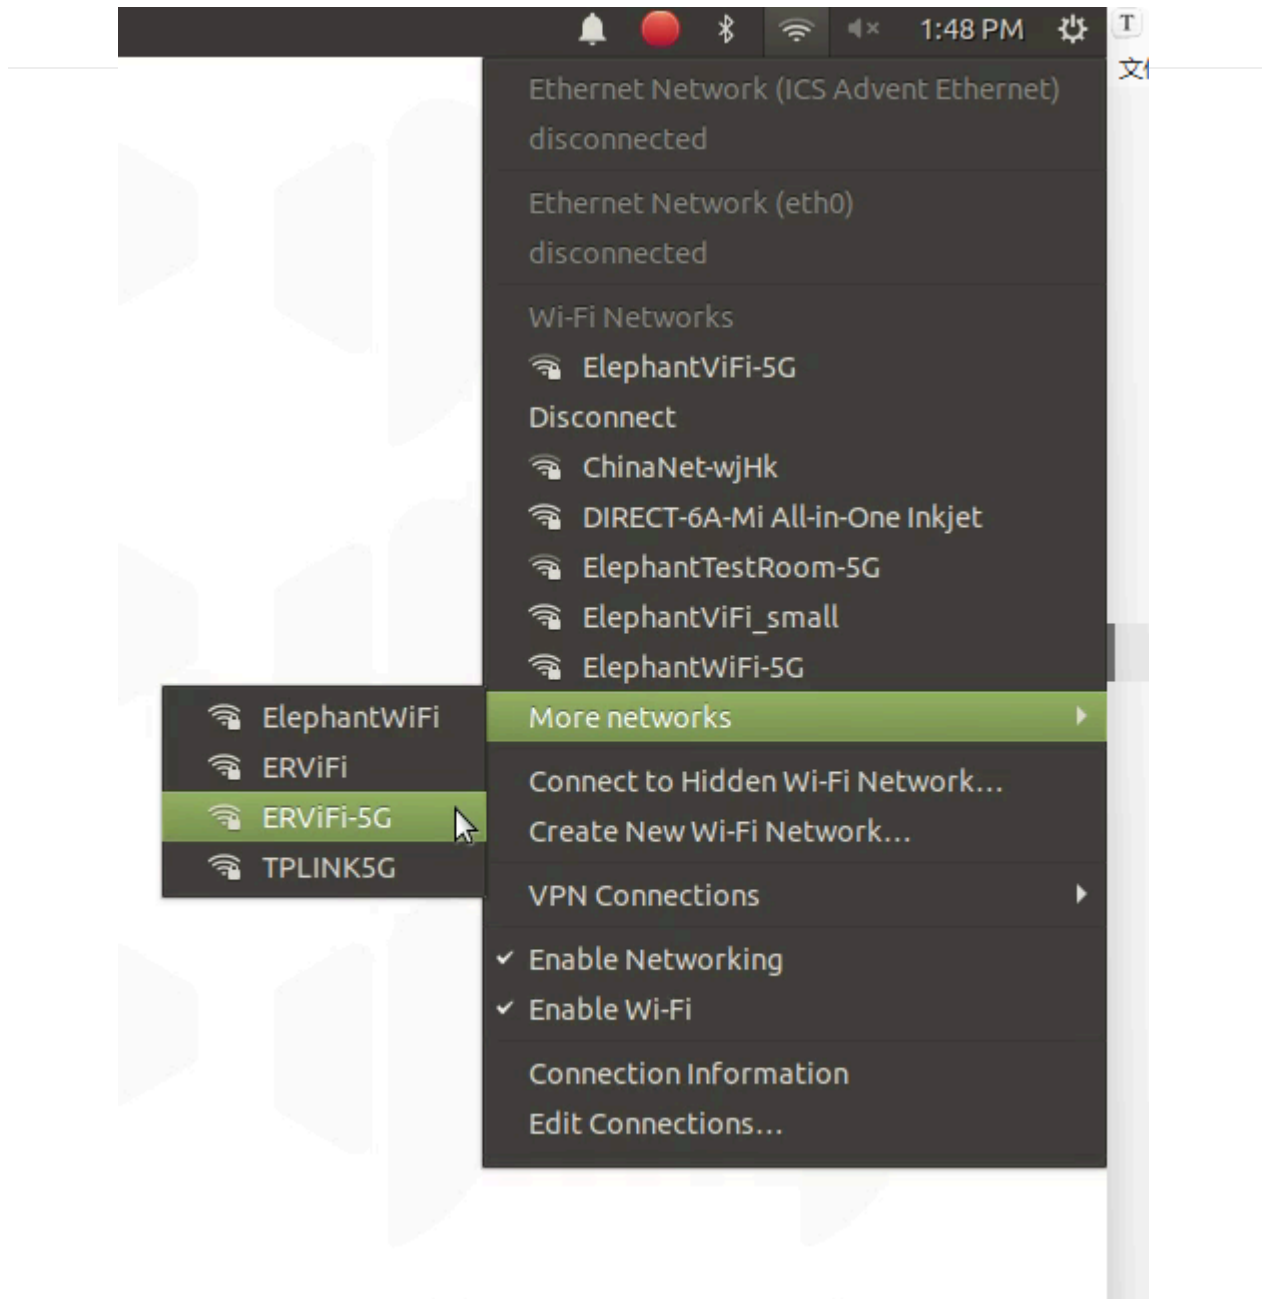 1:48 PM
T
文
Ethernet Network (ICS Advent Ethernet)
disconnected
Ethernet Network (eth0)
disconnected
Wi-Fi Networks
ElephantViFi-5G
Disconnect
ChinaNet-wjHk
DIRECT-6A-Mi All-in-One Inkjet
ElephantTestRoom-5G
ElephantViFi_small
ElephantWiFi-5G
More networks
ElephantWiFi
ERViFi
ERViFi-5G
TPLINK5G
Connect to Hidden Wi-Fi Network...
Create New Wi-Fi Network...
VPN Connections
Enable Networking
Enable Wi-Fi
Connection Information
Edit Connections...